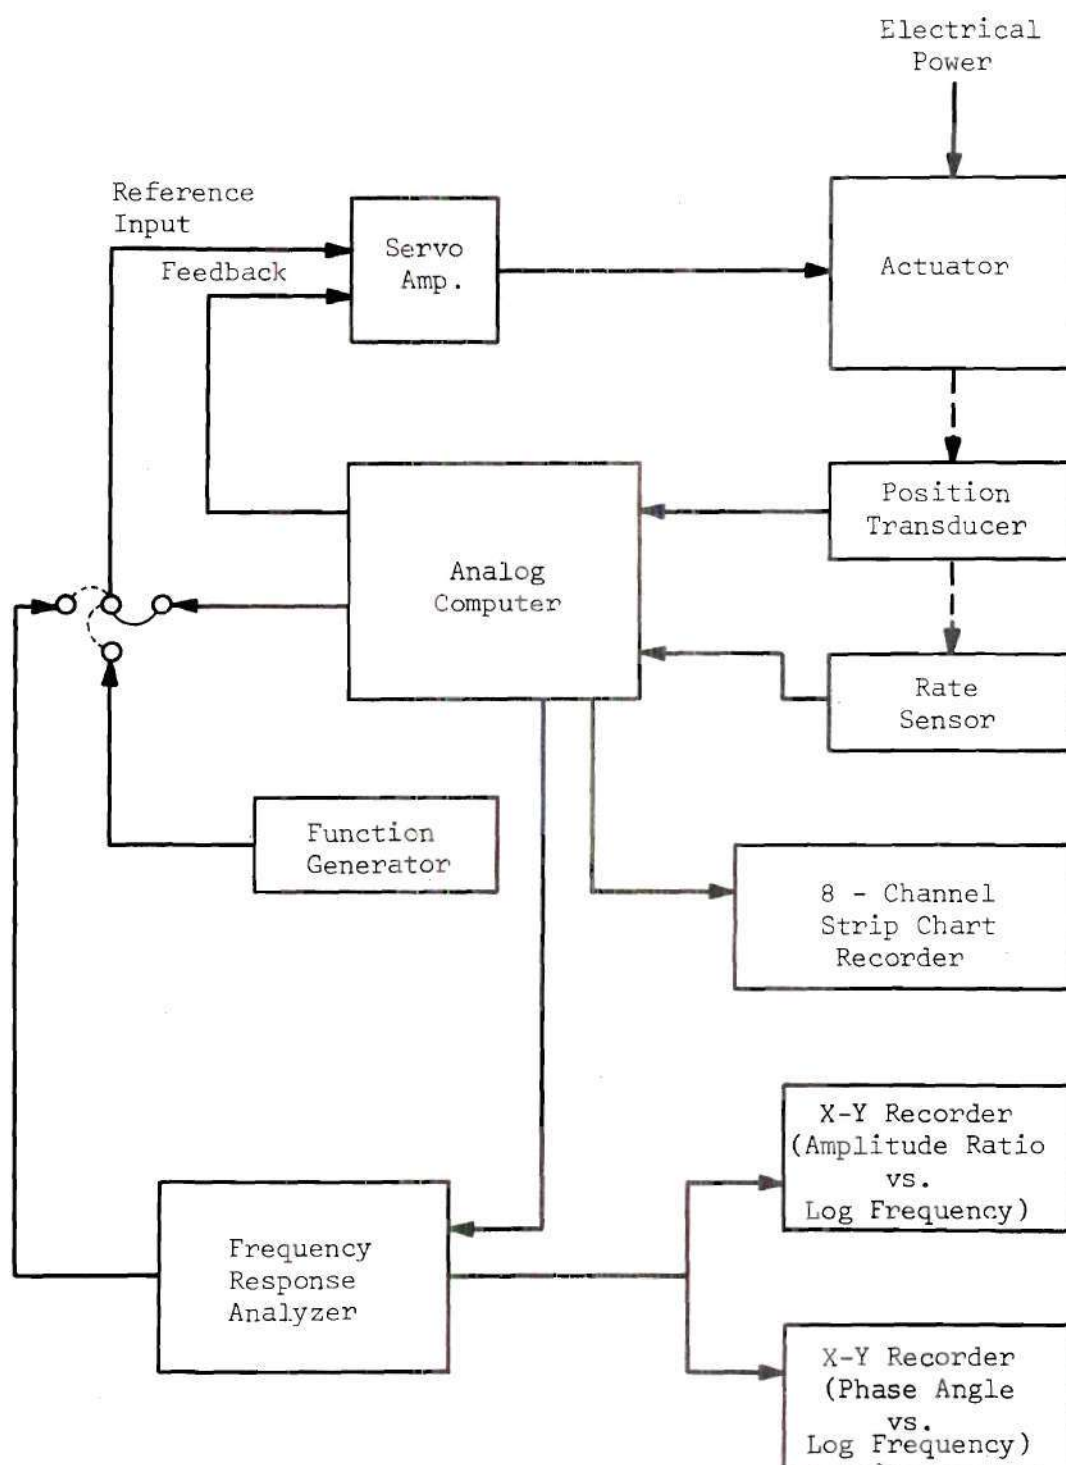 Electrical
Power
Reference
Input
Servo
Amp.
Feedback
Actuator
Position
Transducer
Analog
Computer
Rate
Sensor
Function
Generator
8 - Channel
Strip Chart
Recorder
X-Y Recorder
(Amplitude Ratio
vs.
Log Frequency)
Frequency
Response
Analyzer
X-Y Recorder
(Phase Angle
vs.
Log Frequency)